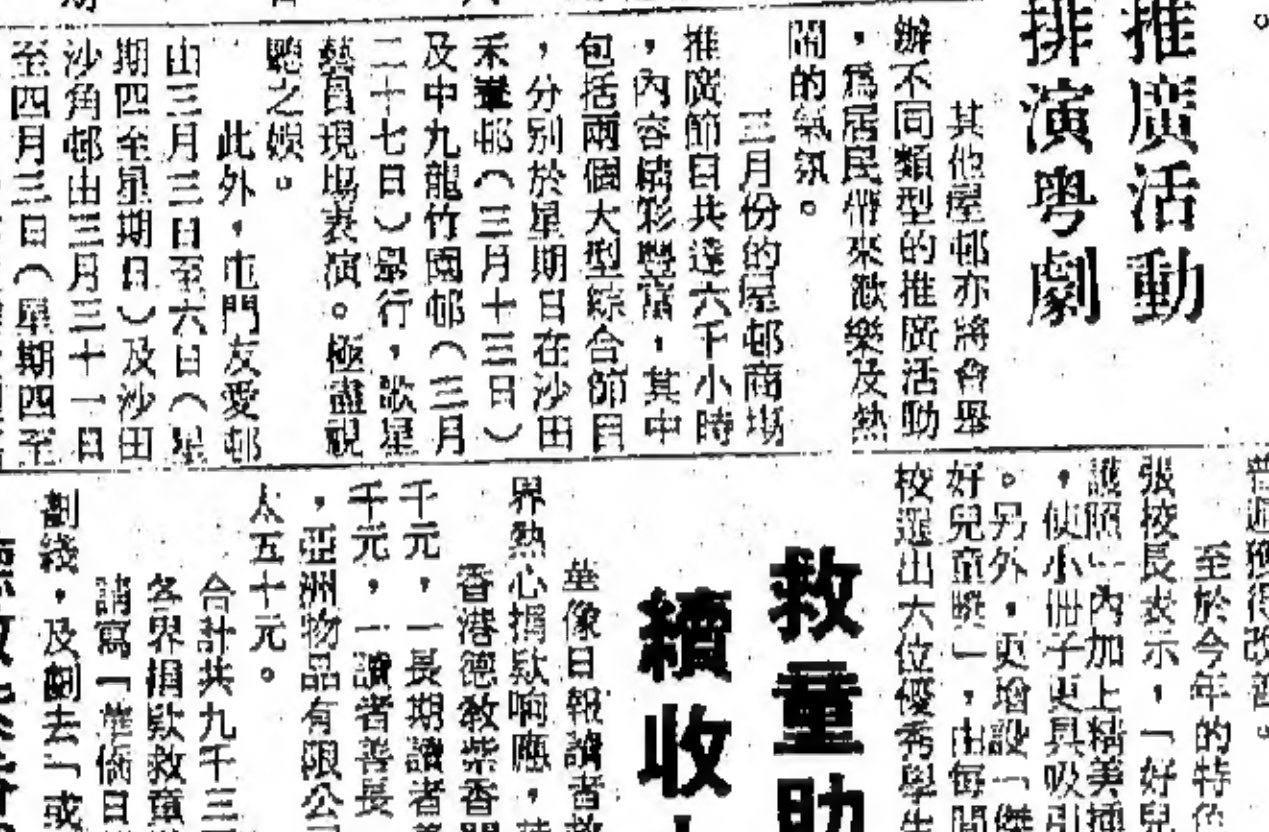 推廣活動
排演粵劇
其他屋邨亦將會舉
辦不同類型的推廣活動
，爲居民帶來歡樂及熱
鬧的氣氛。
三月份的屋邨商場
推廣節目共達六千小時
，內容精彩豐富，其中
包括兩個大型綜合節目
，分別於星期日在沙田
禾輋邨（三月十三日）
及中九龍竹園邨（三月
二十七日）舉行，歌星
藝員現場表演。極盡視
聽之娛。
此外，屯門友愛邨
由三月三日至六日（星
期四至星期日）及沙田
沙角邨由三月三十一日
至四月三日（星期四至
普遍獲得改善。
至於今年的特色
張校長表示，「好兒
護照」內加上精美插
，使小冊子更具吸引
。另外，更增設「傑
好兒童獎」，由每間
校選出六位優秀學生
救童助
續收
華僑日報讀者救
界熱心捐欵响應，華
香港德敎紫香閣
千元，一長期讀者善
千元，一讀者善長
，亞洲物品有限公司
太五十元。
合計共九千三
各界捐欵救童
請寫「華僑日
劃綫，及劃去「或